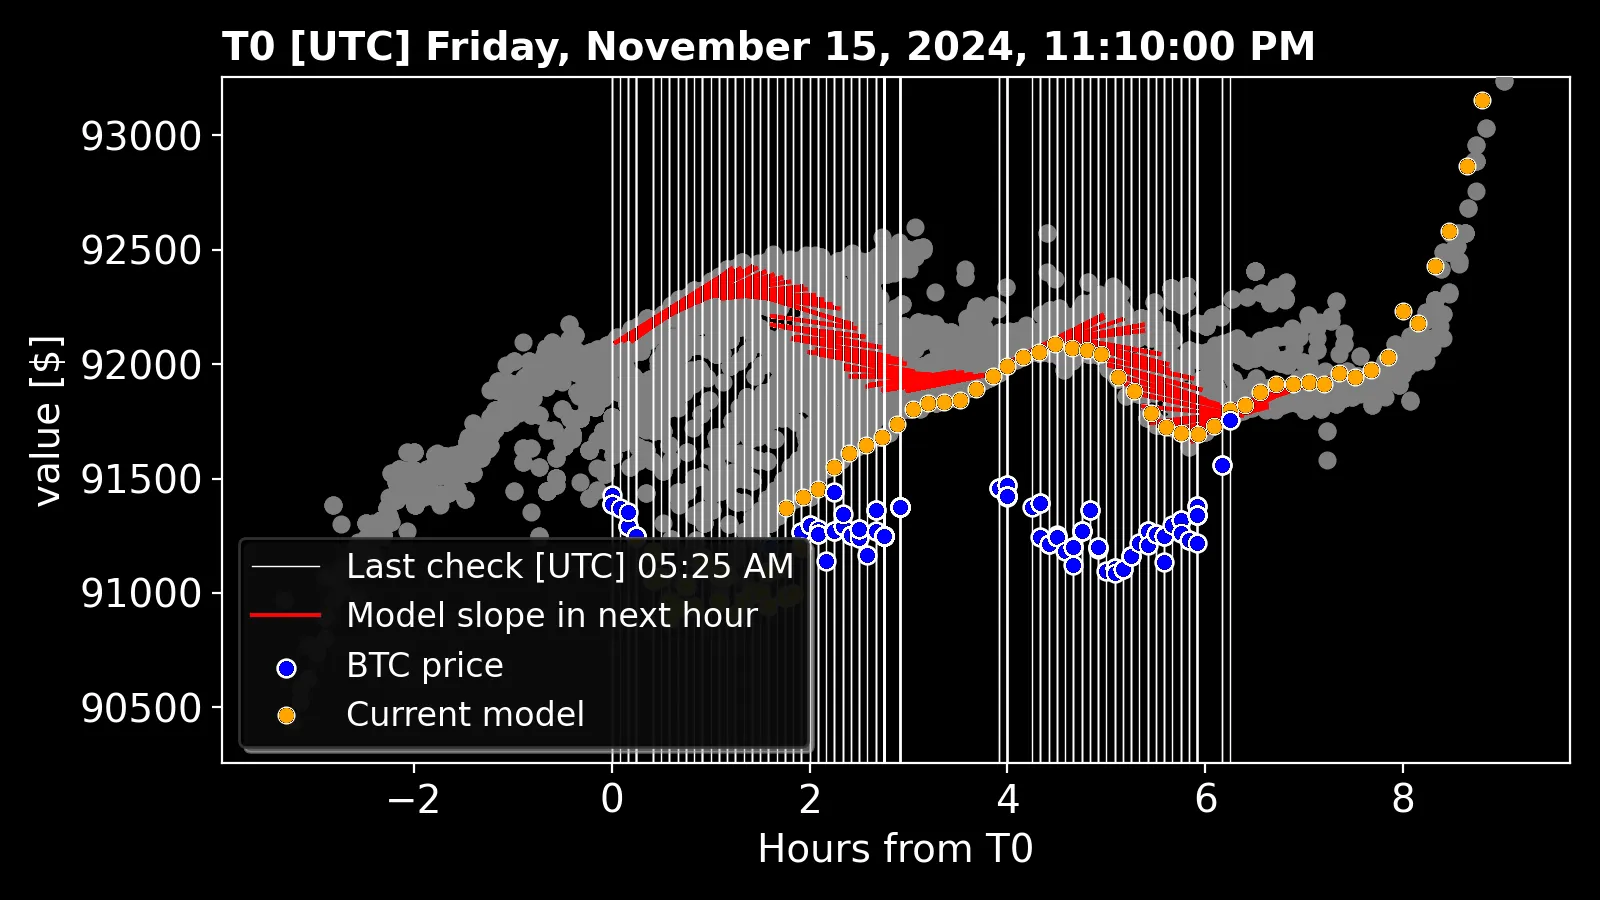 T0 [UTC] Friday, November 15, 2024, 11:10:00 PM
93000
92500
92000
91500
91000
90500
value [$]
Last check [UTC] 05:25 AM
Model slope in next hour
BTC price
Current model
−2 0 2 4 6 8
Hours from T0